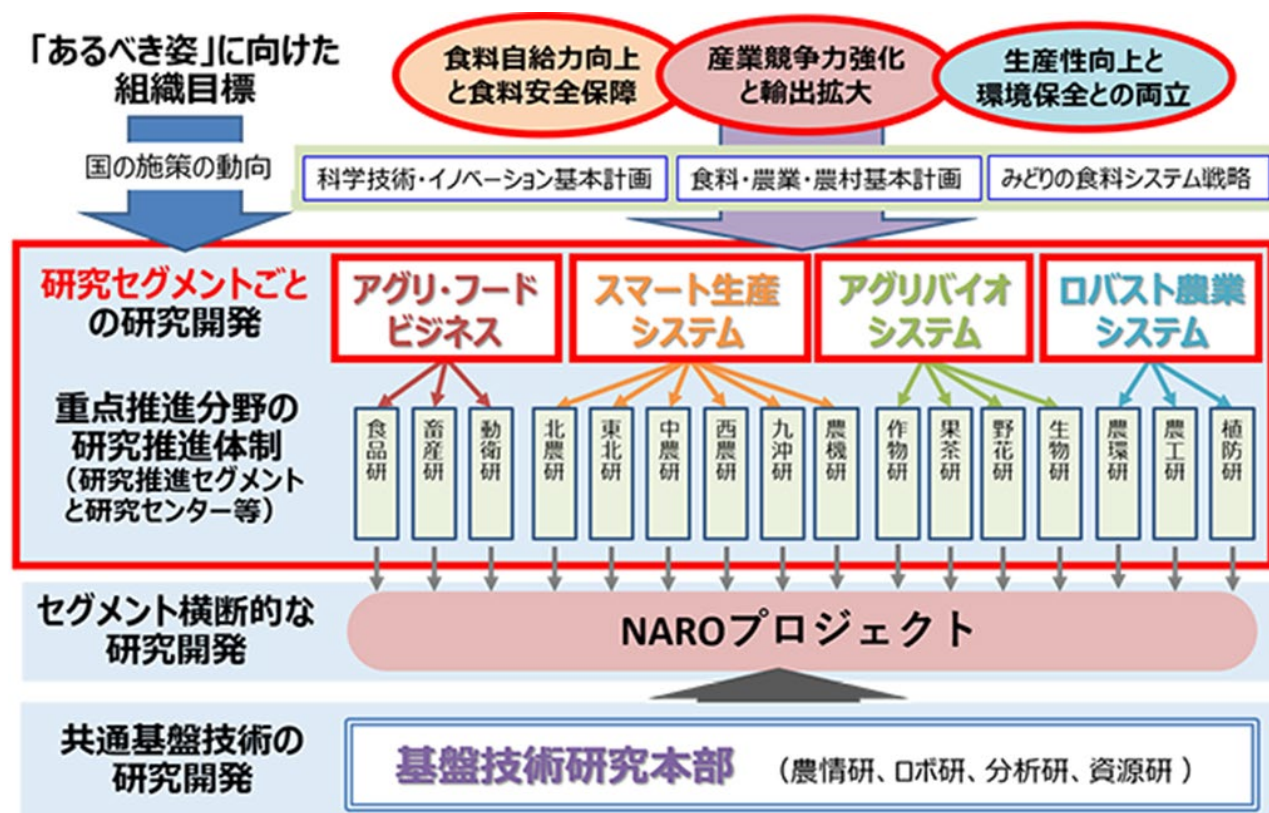 「あるべき姿」に向けた
組織目標
食料自給力向上
と食料安全保障
産業競争力強化
と輸出拡大
生産性向上と
環境保全との両立
国の施策の動向
科学技術・イノベーション基本計画
食料・農業・農村基本計画
みどりの食料システム戦略
研究セグメントごと
の研究開発
アグリ・フード
ビジネス
スマート生産
システム
アグリバイオ
システム
ロバスト農業
システム
重点推進分野の
研究推進体制
(研究推進セグメント
と研究センター等)
食品研
畜産研
動衛研
北農研
東北研
中農研
西農研
九沖研
農機研
作物研
果茶研
野花研
生物研
農環研
農工研
植防研
セグメント横断的な
研究開発
NAROプロジェクト
共通基盤技術の
研究開発
基盤技術研究本部 (農情研、ロボ研、分析研、資源研)